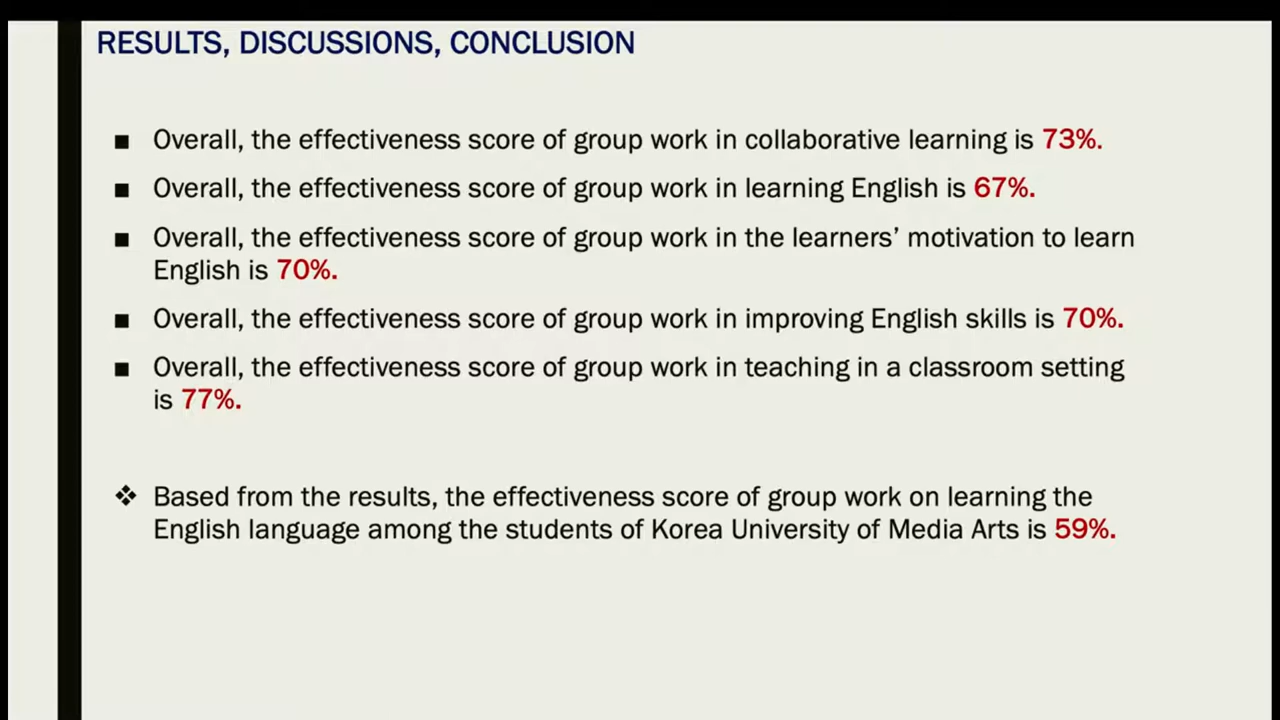 RESULTS, DISCUSSIONS, CONCLUSION
■ Overall, the effectiveness score of group work in collaborative learning is 73%.
■ Overall, the effectiveness score of group work in learning English is 67%.
■ Overall, the effectiveness score of group work in the learners’ motivation to learn
English is 70%.
■ Overall, the effectiveness score of group work in improving English skills is 70%.
■ Overall, the effectiveness score of group work in teaching in a classroom setting
is 77%.
❖ Based from the results, the effectiveness score of group work on learning the
English language among the students of Korea University of Media Arts is 59%.